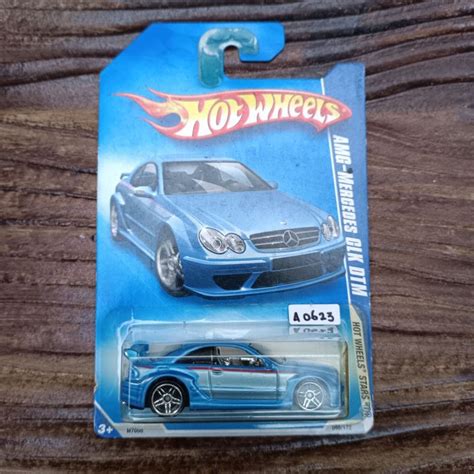 HOT WHEELS
AMG-MERCEDES CLK DTM
HOT WHEELS STARS
A0623
3+